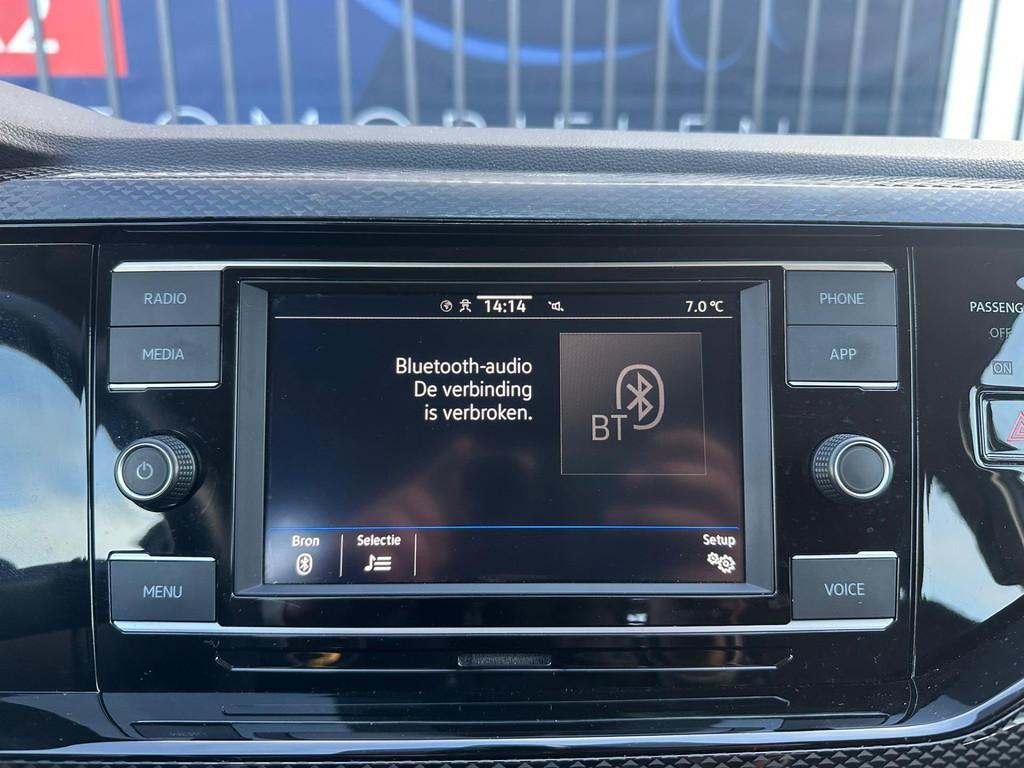 A2
RADIO
MEDIA
MENU
14:14
7.0 °C
Bluetooth-audio
De verbinding
is verbroken.
BT
Bron
Selectie
Setup
PHONE
APP
VOICE
OFF
ON